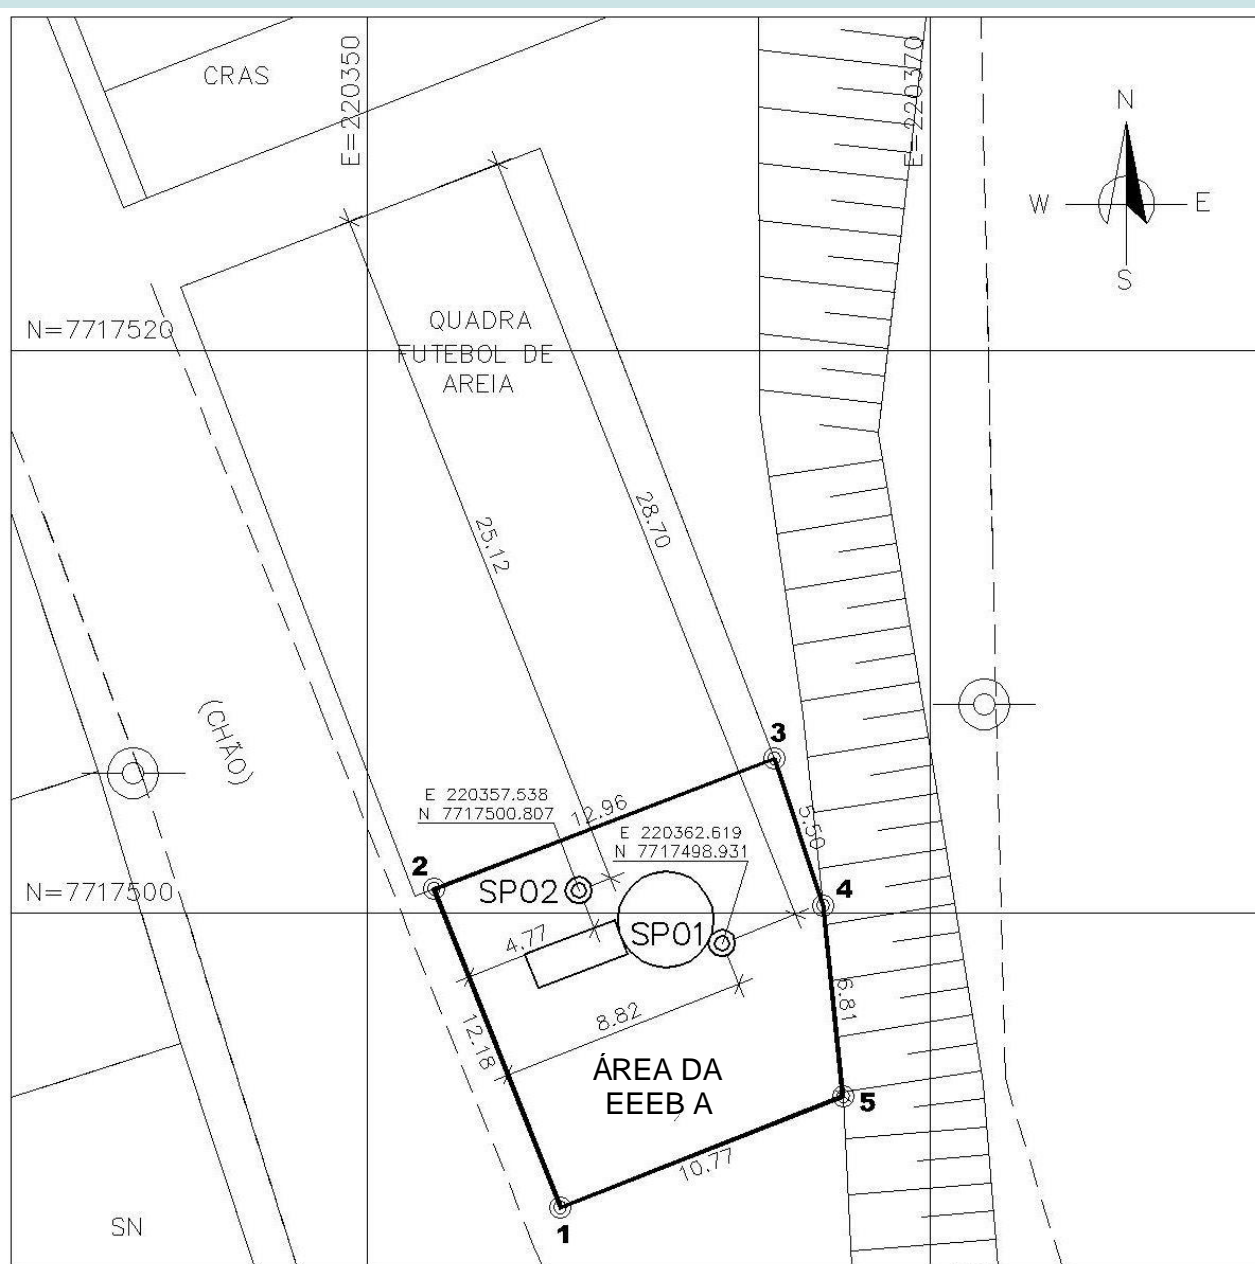 CRAS
E=220350
E=220370
N
W
E
S
N=7717520
QUADRA
FUTEBOL DE
AREIA
28.70
25.12
(CHÃO)
3
E 220357.538
N 7717500.807
12.96
5.50
E 220362.619
N 7717498.931
2
N=7717500
SP02
4
SP01
4.77
6.81
8.82
12.18
ÁREA DA
EEEB A
5
10.77
SN
1